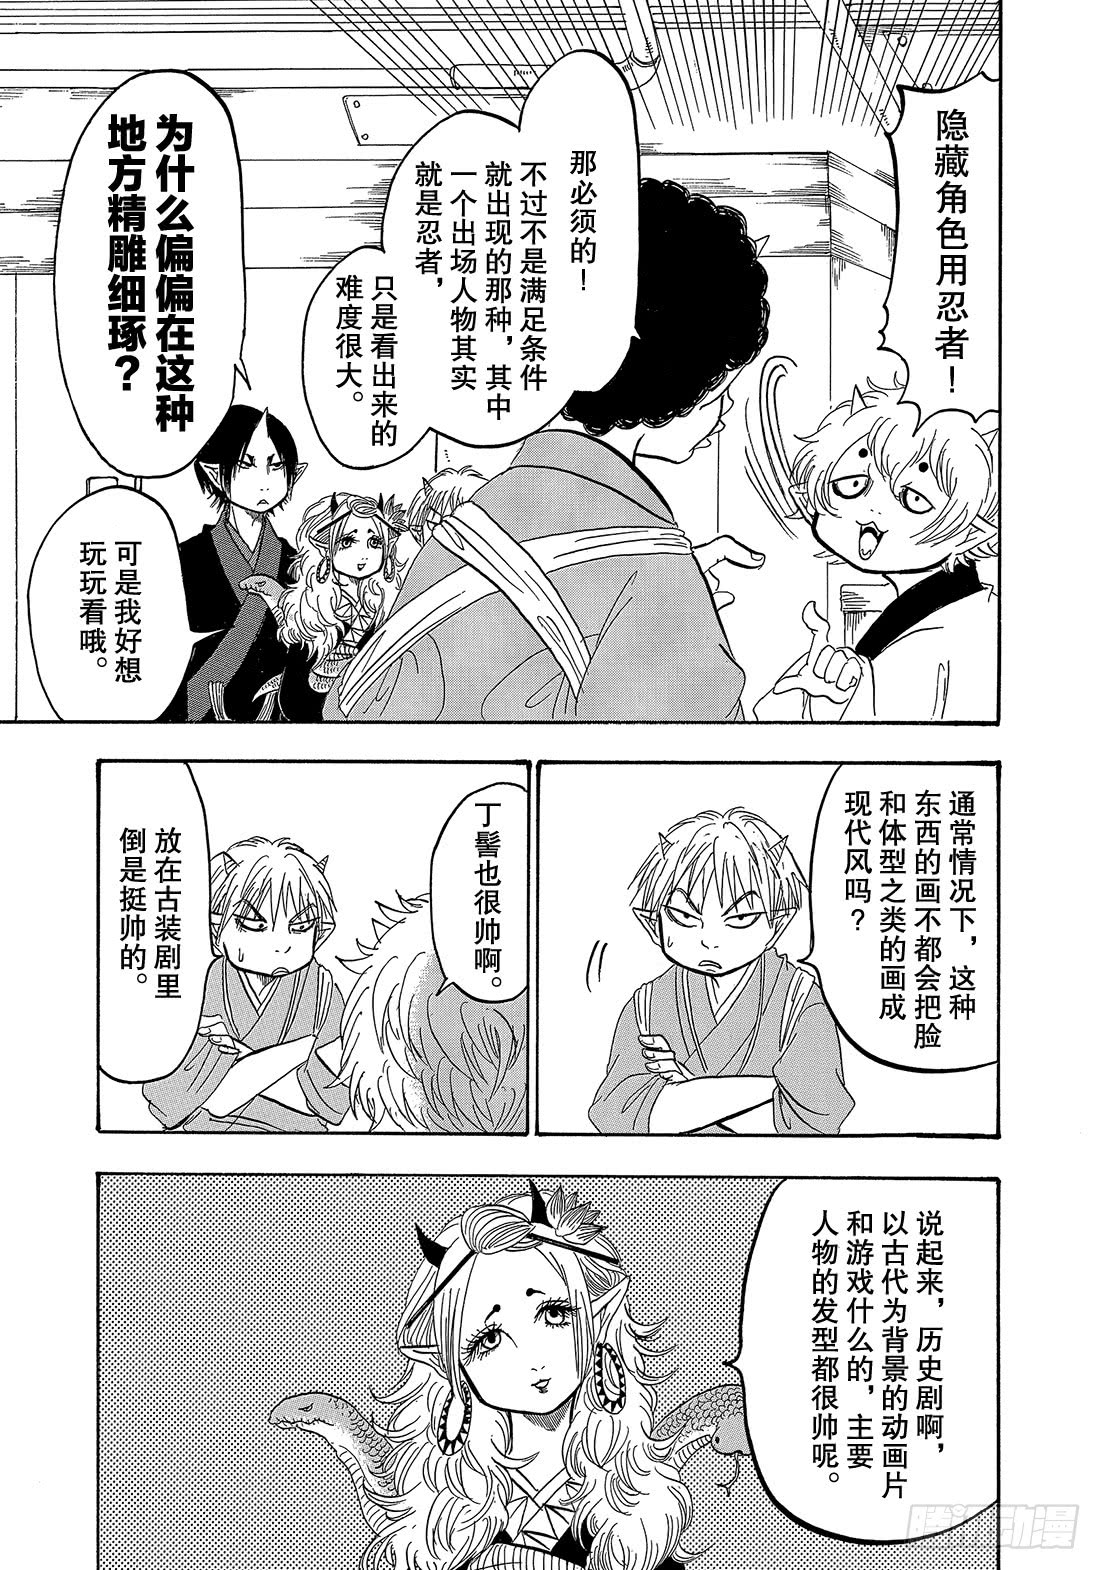 隐藏角色用忍者！
那必须的！
不过不是满足条件
就出现的那种，其中
一个出场人物其实
就是忍者，
只是看出来的
难度很大。
为什么偏偏在这种
地方精雕细琢？
可是我好想
玩玩看哦。
通常情况下，这种
东西的画不都会把脸
和体型之类的画成
现代风吗？
丁髻也很帅啊。
放在古装剧里
倒是挺帅的。
说起来，历史剧啊，
以古代为背景的动画片
和游戏什么的，主要
人物的发型都很帅呢。
腾讯动漫